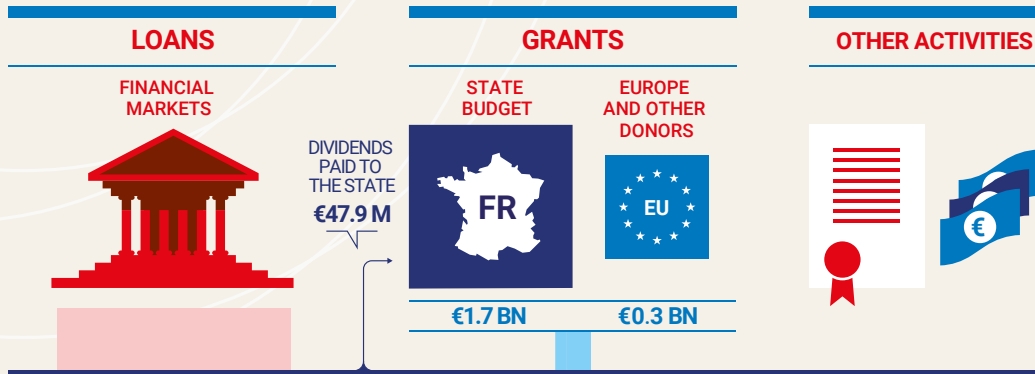 LOANS
FINANCIAL
MARKETS
DIVIDENDS
PAID TO
THE STATE
€47.9 M
GRANTS
STATE
BUDGET
FR
€1.7 BN
EUROPE
AND OTHER
DONORS
EU
€0.3 BN
OTHER ACTIVITIES
€